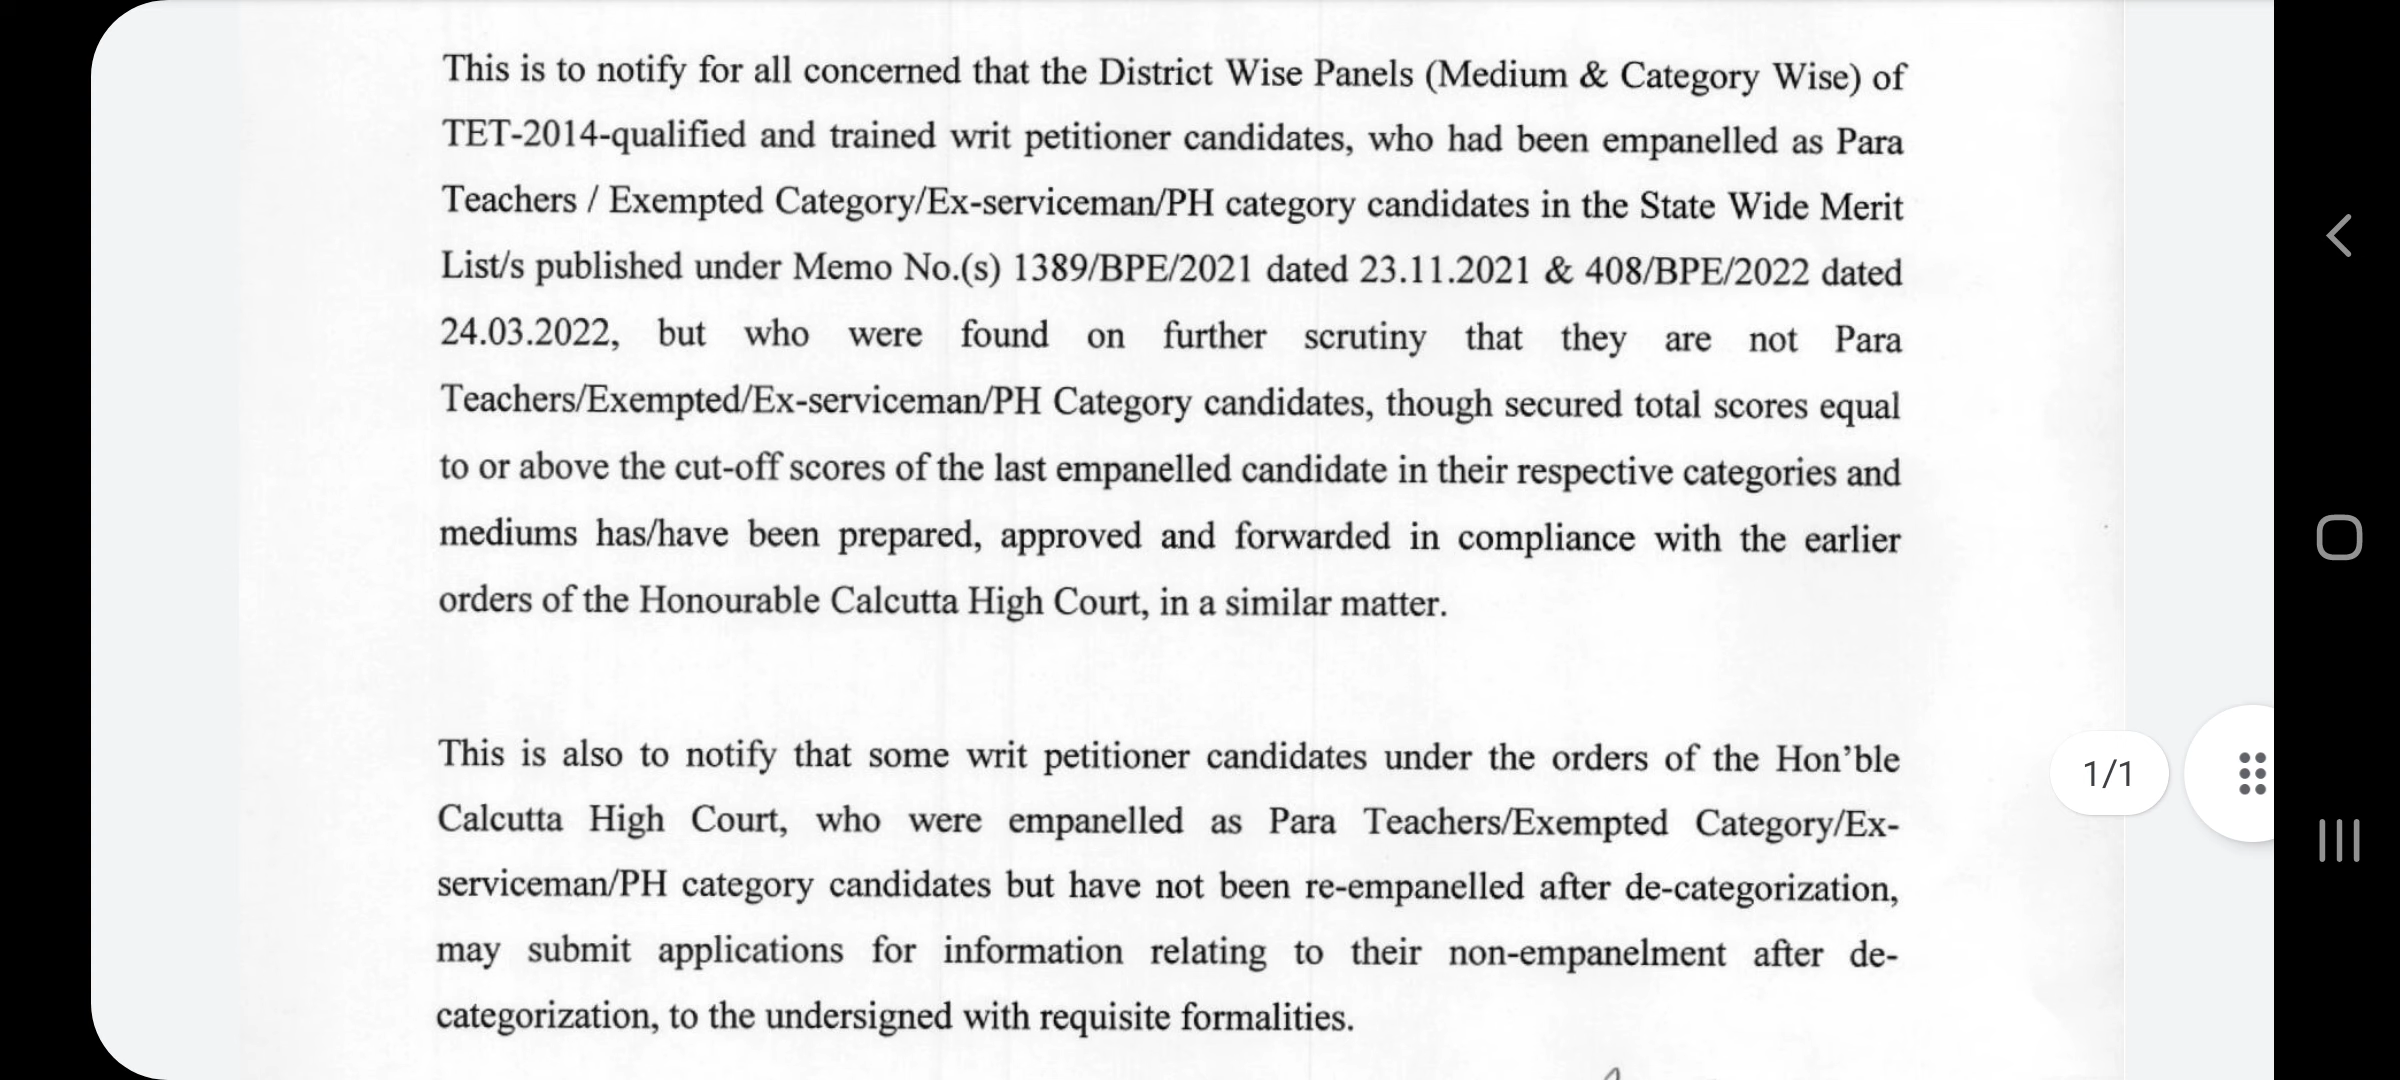 This is to notify for all concerned that the District Wise Panels (Medium & Category Wise) of
TET-2014-qualified and trained writ petitioner candidates, who had been empanelled as Para
Teachers / Exempted Category/Ex-serviceman/PH category candidates in the State Wide Merit
List/s published under Memo No.(s) 1389/BPE/2021 dated 23.11.2021 & 408/BPE/2022 dated
24.03.2022, but who were found on further scrutiny that they are not Para
Teachers/Exempted/Ex-serviceman/PH Category candidates, though secured total scores equal
to or above the cut-off scores of the last empanelled candidate in their respective categories and
mediums has/have been prepared, approved and forwarded in compliance with the earlier
orders of the Honourable Calcutta High Court, in a similar matter.
This is also to notify that some writ petitioner candidates under the orders of the Hon'ble
Calcutta High Court, who were empanelled as Para Teachers/Exempted Category/Ex-
serviceman/PH category candidates but have not been re-empanelled after de-categorization,
may submit applications for information relating to their non-empanelment after de-
categorization, to the undersigned with requisite formalities.
1/1